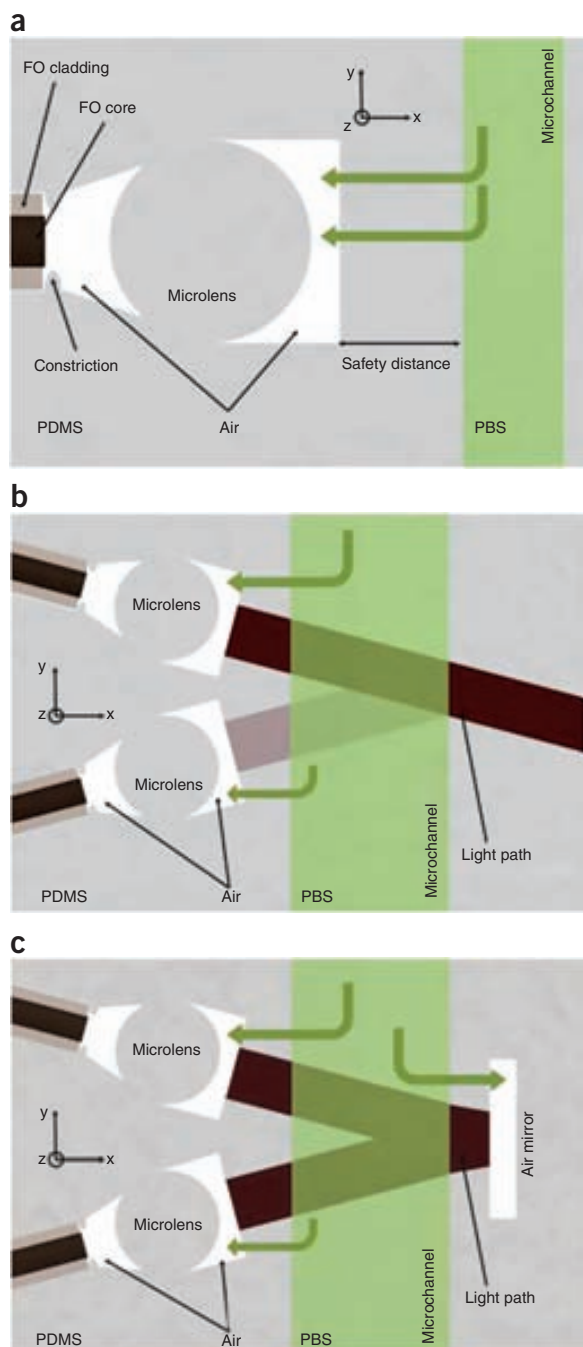 a
FO cladding
FO core
y
z
x
Microchannel
Microlens
Constriction
Safety distance
PDMS
Air
PBS
b
Microlens
y
z
x
Microlens
Light path
Microchannel
PDMS
Air
PBS
c
Microlens
y
z
x
Air mirror
Microlens
Microchannel
Light path
PDMS
Air
PBS